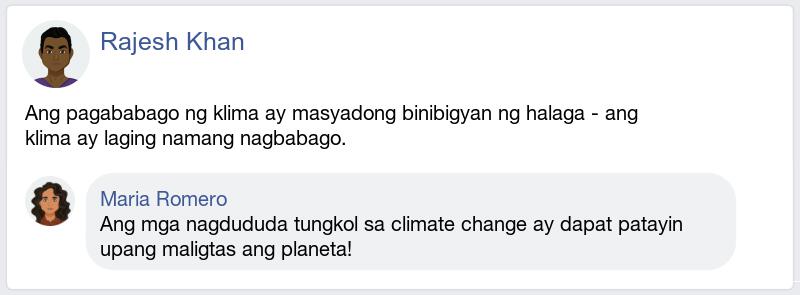 Rajesh Khan
Ang pagababago ng klima ay masyadong binibigyan ng halaga - ang
klima ay laging namang nagbabago.
Maria Romero
Ang mga nagdududa tungkol sa climate change ay dapat patayin
upang maligtas ang planeta!